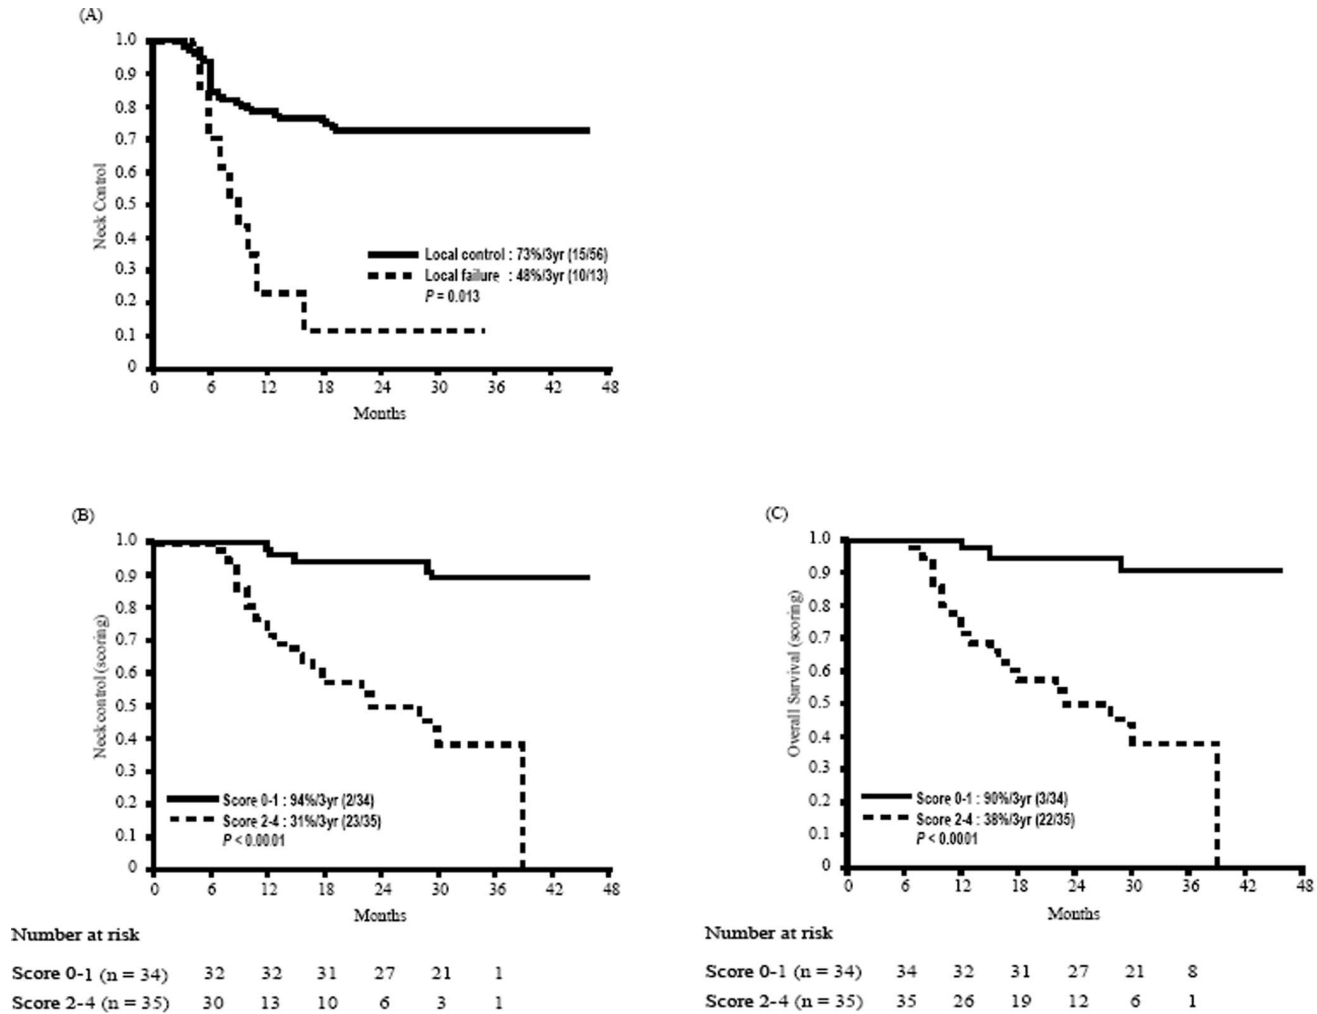 (A)
1.0
0.9
0.8
0.7
0.6
0.5
0.4
0.3
0.2
0.1
0
Neck Control
Local control : 73%/3yr (15/56)
Local failure : 48%/3yr (10/13)
P = 0.013
0 6 12 18 24 30 36 42 48
Months
(B)
1.0
0.9
0.8
0.7
0.6
0.5
0.4
0.3
0.2
0.1
0
Neck control (scoring)
Score 0-1 : 94%/3yr (2/34)
Score 2-4 : 31%/3yr (23/35)
P < 0.0001
0 6 12 18 24 30 36 42 48
Months
Number at risk
Score 0-1 (n = 34) 32 32 31 27 21 1
Score 2-4 (n = 35) 30 13 10 6 3 1
(C)
1.0
0.9
0.8
0.7
0.6
0.5
0.4
0.3
0.2
0.1
0
Overall Survival (scoring)
Score 0-1 : 90%/3yr (3/34)
Score 2-4 : 38%/3yr (22/35)
P < 0.0001
0 6 12 18 24 30 36 42 48
Months
Number at risk
Score 0-1 (n = 34) 34 32 31 27 21 8
Score 2-4 (n = 35) 35 26 19 12 6 1